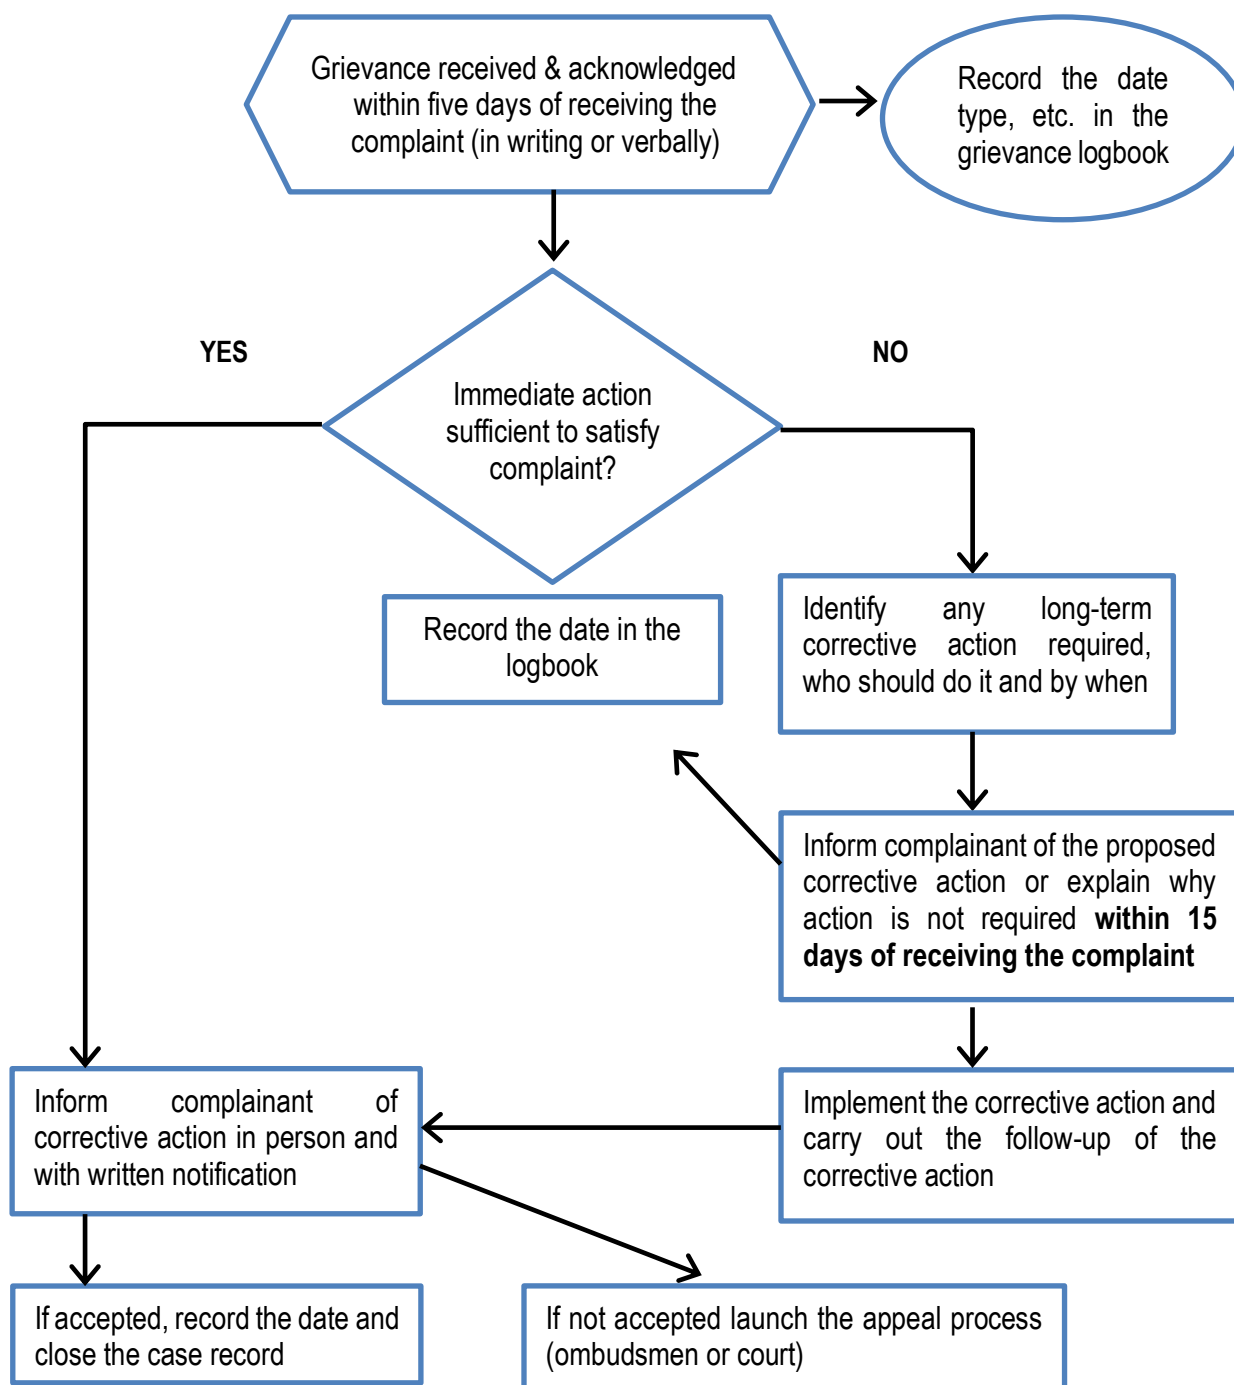 Grievance received & acknowledged
within five days of receiving the
complaint (in writing or verbally)
Record the date
type, etc. in the
grievance logbook
YES
NO
Immediate action
sufficient to satisfy
complaint?
Record the date in the
logbook
Identify any long-term
corrective action required,
who should do it and by when
Inform complainant of the proposed
corrective action or explain why
action is not required within 15
days of receiving the complaint
Inform complainant of
corrective action in person and
with written notification
Implement the corrective action and
carry out the follow-up of the
corrective action
If accepted, record the date and
close the case record
If not accepted launch the appeal process
(ombudsmen or court)